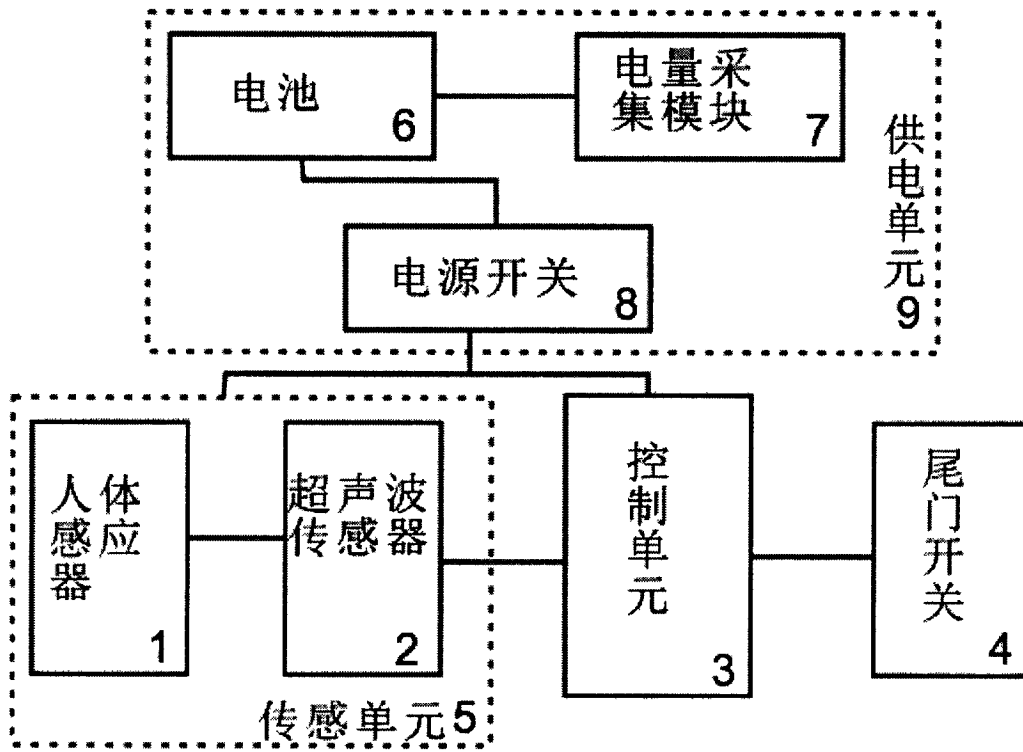 电池
6
电量采
集模块
7
供电单元9
电源开关
8
人体
感应
器
1
超声波
传感器
2
控制单元
3
尾门开关
4
传感单元5